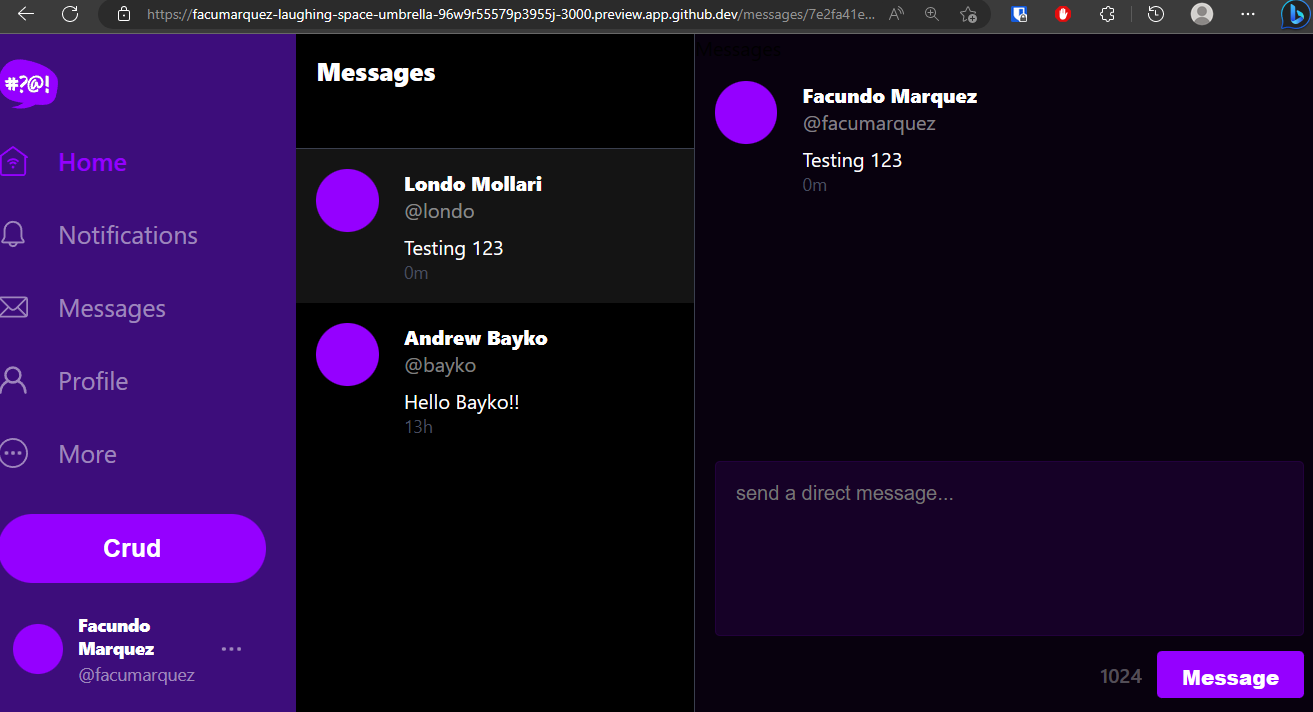 https://facumarquez-laughing-space-umbrella-96w9r55579p3955j-3000.preview.app.github.dev/messages/7e2fa41e...
#?@!
Home
Notifications
Messages
Profile
More
Crud
Facundo
Marquez
...
@facumarquez
Messages
Londo Mollari
@londo
Testing 123
0m
Andrew Bayko
@bayko
Hello Bayko!!
13h
Messages
Facundo Marquez
@facumarquez
Testing 123
0m
send a direct message...
1024
Message